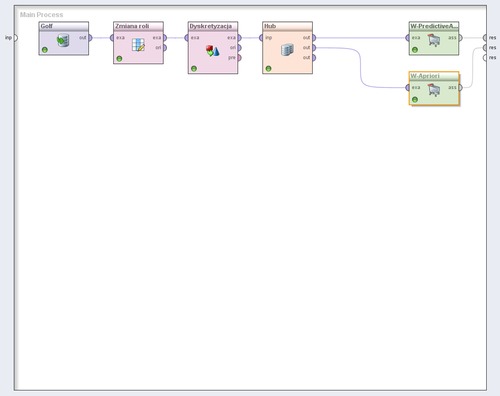 Main Process
Golf
Zmiana roli
Dyskretyzacja
Hub
W-PredictiveA...
inp
out
exa
exa
ori
exa
exa
ori
pre
inp
out
out
out
exa
ass
res
res
res
W-Apriori
exa
ass